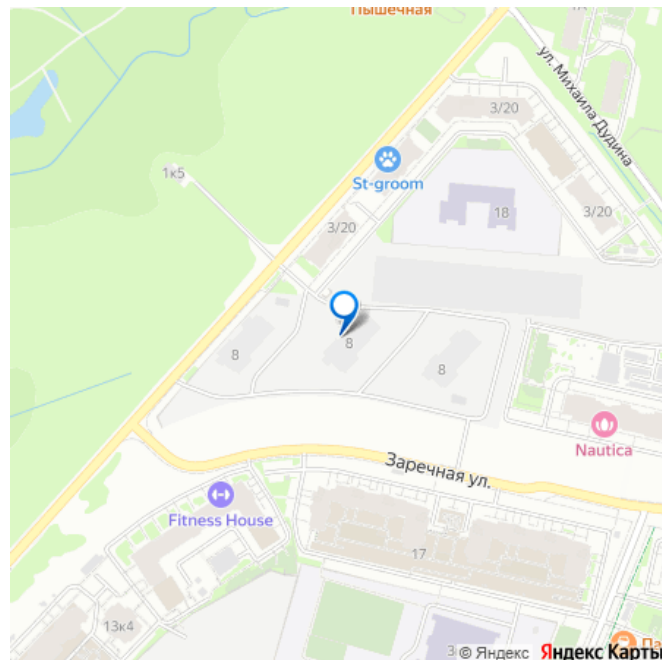 Пышечная
ул. Михаила Дудина
3/20
St-groom
1к5
18
3/20
3/20
8
8
8
Nautica
Заречная ул.
Fitness House
17
13к4
© Яндекс Яндекс Карты